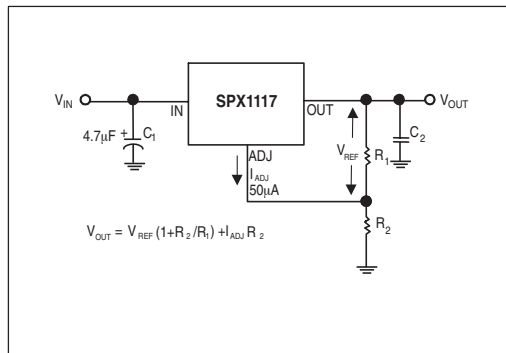 SPX1117
V_IN
IN
OUT
V_OUT
4.7µF + C_1
ADJ
I_ADJ
50µA
V_REF
R_1
C_2
R_2
V_OUT = V_REF (1+R_2/R_1) +I_ADJ R_2